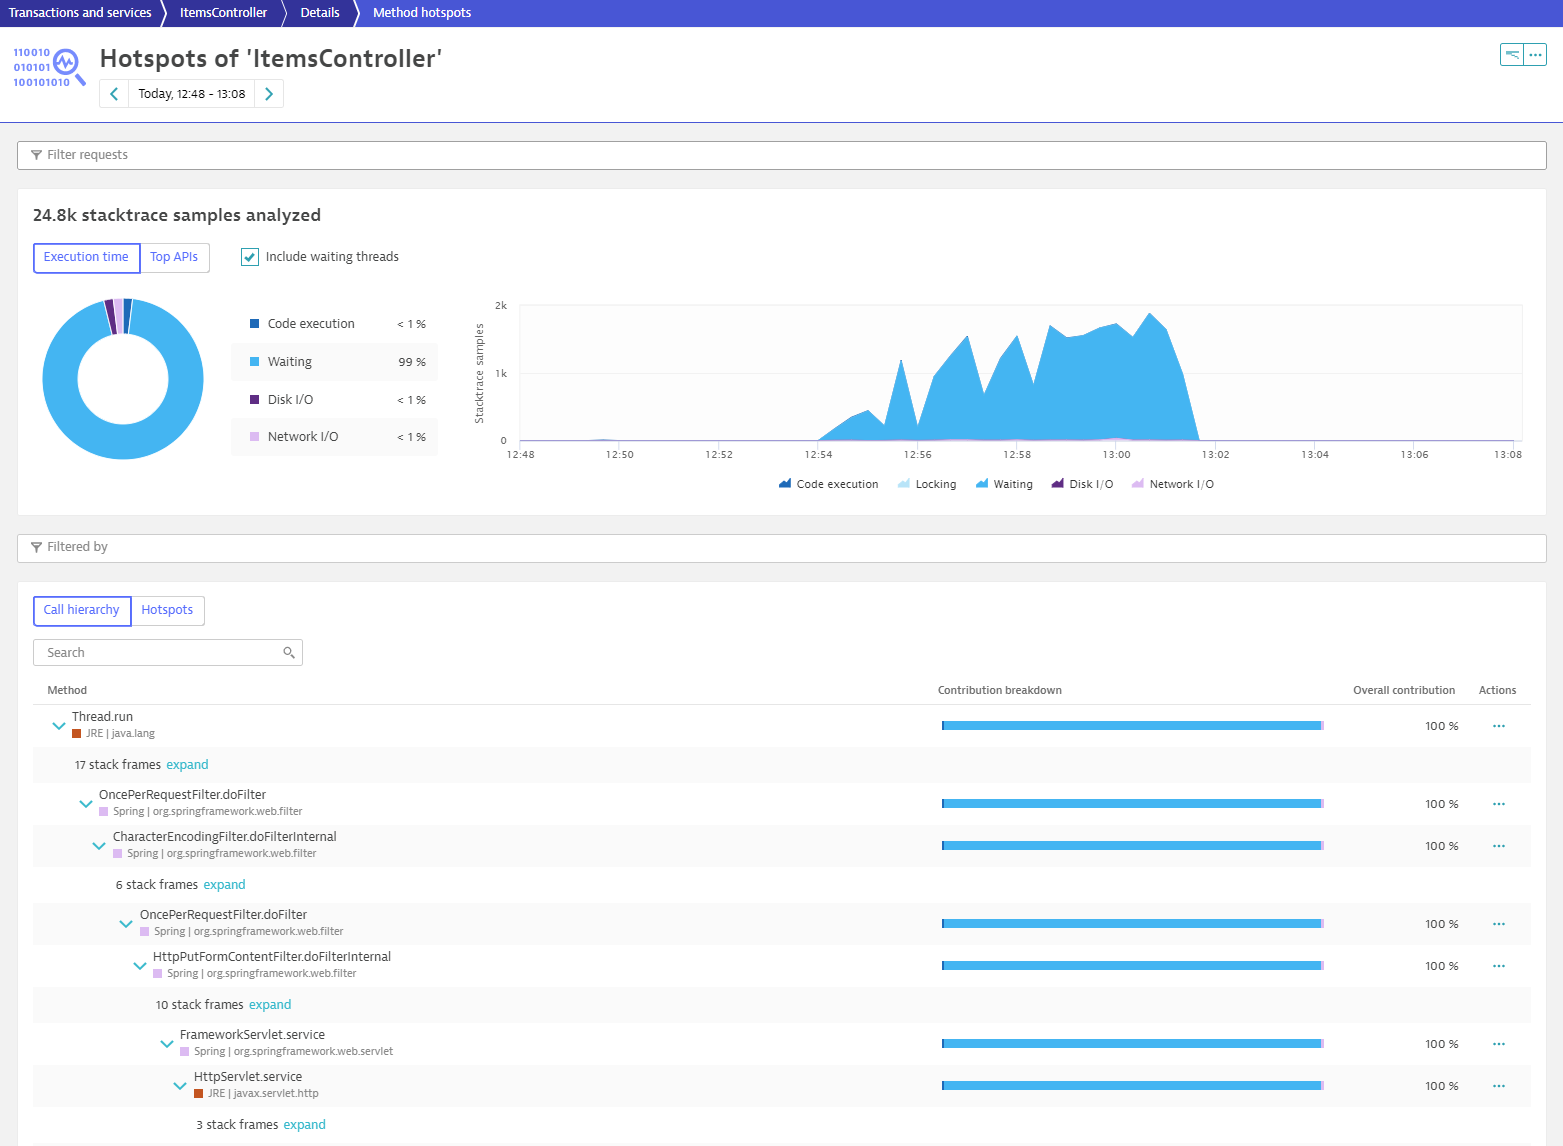 Transactions and services ItemsController Details Method hotspots
110010
010101
100101010
Hotspots of 'ItemsController'
Today, 12:48 - 13:08
Filter requests
24.8k stacktrace samples analyzed
Execution time Top APIs Include waiting threads
Code execution < 1 %
Waiting 99 %
Disk I/O < 1 %
Network I/O < 1 %
Stacktrace samples
2k
1k
0
12:48 12:50 12:52 12:54 12:56 12:58 13:00 13:02 13:04 13:06 13:08
Code execution Locking Waiting Disk I/O Network I/O
Filtered by
Call hierarchy Hotspots
Search
Method Contribution breakdown Overall contribution Actions
Thread.run 100 %
JRE | java.lang
17 stack frames expand
OncePerRequestFilter.doFilter 100 %
Spring | org.springframework.web.filter
CharacterEncodingFilter.doFilterInternal 100 %
Spring | org.springframework.web.filter
6 stack frames expand
OncePerRequestFilter.doFilter 100 %
Spring | org.springframework.web.filter
HttpPutFormContentFilter.doFilterInternal 100 %
Spring | org.springframework.web.filter
10 stack frames expand
FrameworkServlet.service 100 %
Spring | org.springframework.web.servlet
HttpServlet.service 100 %
JRE | javax.servlet.http
3 stack frames expand